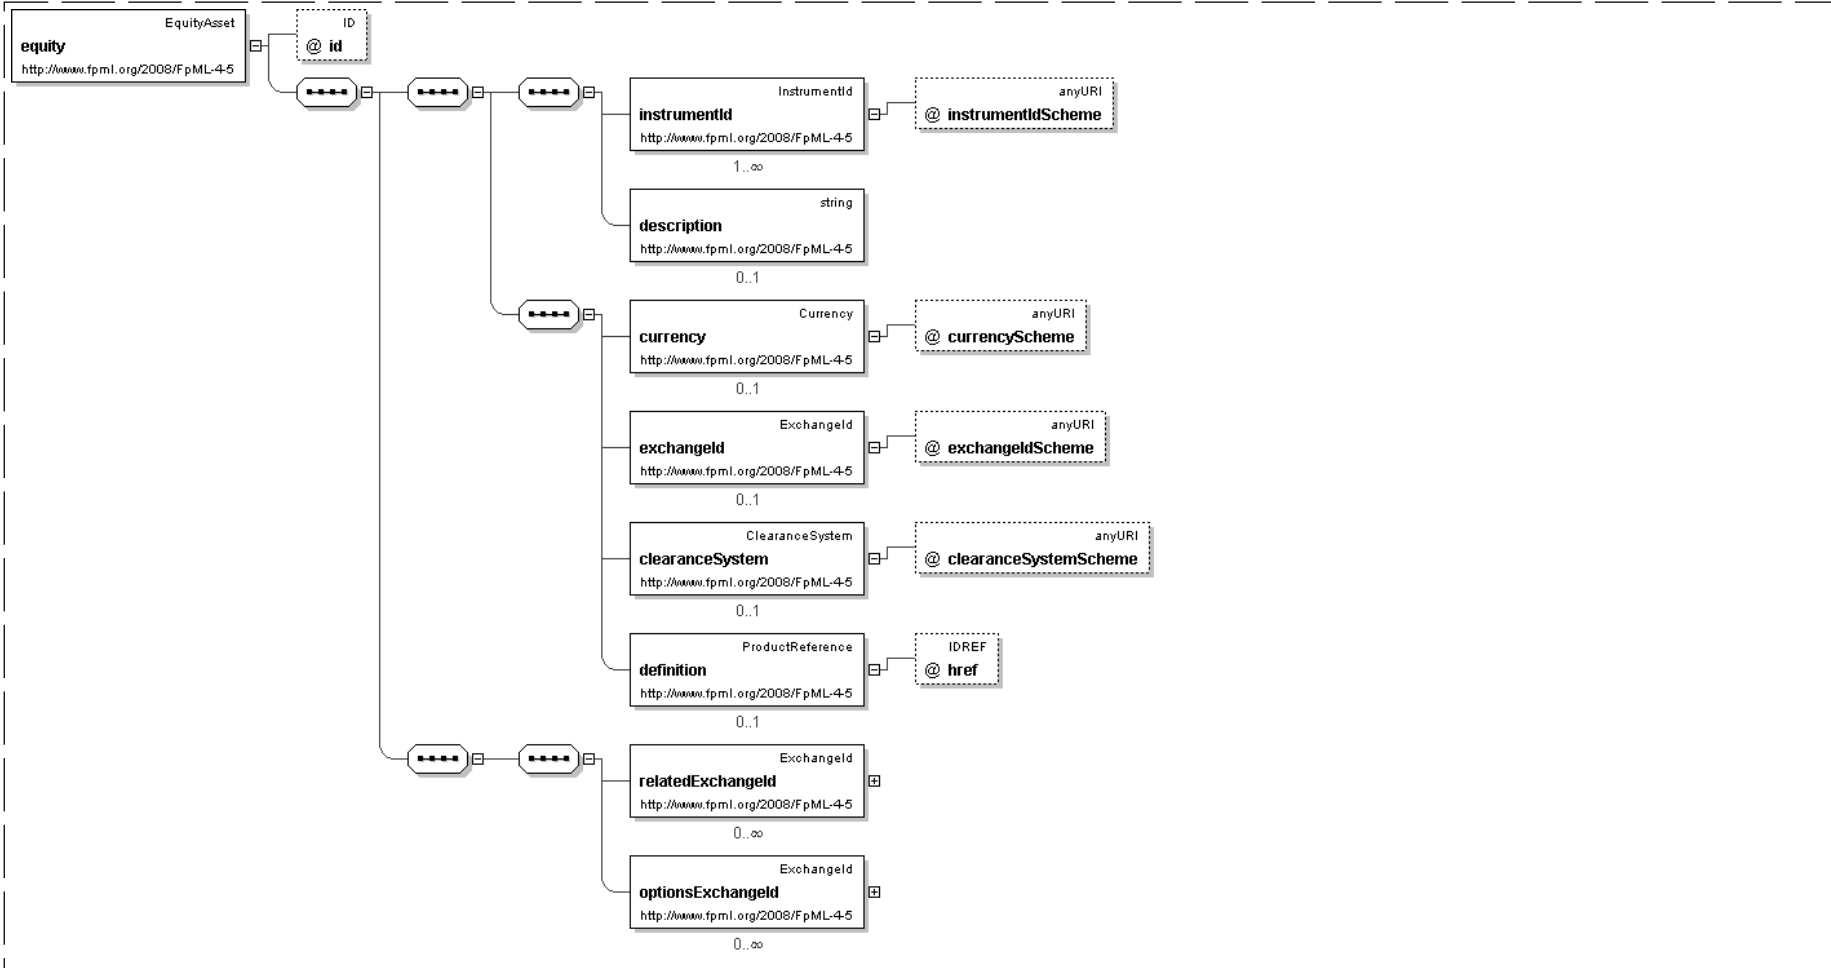 EquityAsset
equity
http://www.fpml.org/2008/FpML-4-5
ID
@ id
InstrumentId
instrumentId
http://www.fpml.org/2008/FpML-4-5
1..∞
anyURI
@ instrumentIdScheme
string
description
http://www.fpml.org/2008/FpML-4-5
0..1
Currency
currency
http://www.fpml.org/2008/FpML-4-5
0..1
anyURI
@ currencyScheme
ExchangeId
exchangeId
http://www.fpml.org/2008/FpML-4-5
0..1
anyURI
@ exchangeIdScheme
ClearanceSystem
clearanceSystem
http://www.fpml.org/2008/FpML-4-5
0..1
anyURI
@ clearanceSystemScheme
ProductReference
definition
http://www.fpml.org/2008/FpML-4-5
0..1
IDREF
@ href
ExchangeId
relatedExchangeId
http://www.fpml.org/2008/FpML-4-5
0..∞
ExchangeId
optionsExchangeId
http://www.fpml.org/2008/FpML-4-5
0..∞